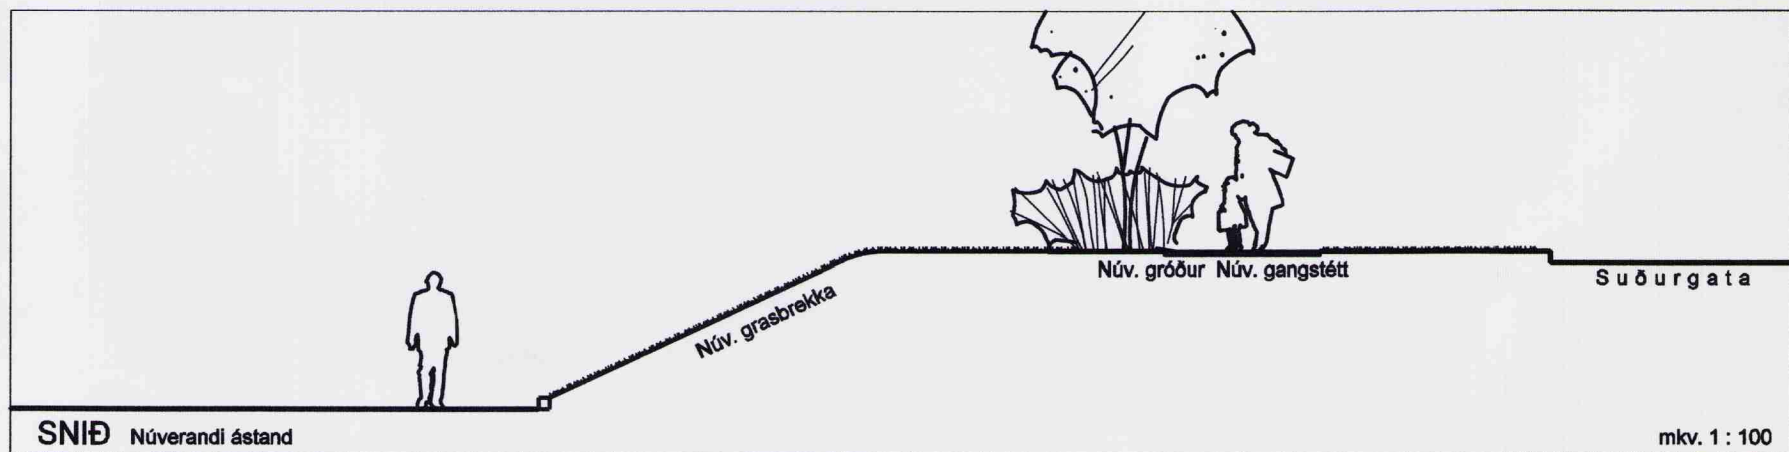 Núv. gróður Núv. gangstétt
Suðurgata
Núv. grasbrekka
SNIÐ Núverandi ástand
mkv. 1 : 100